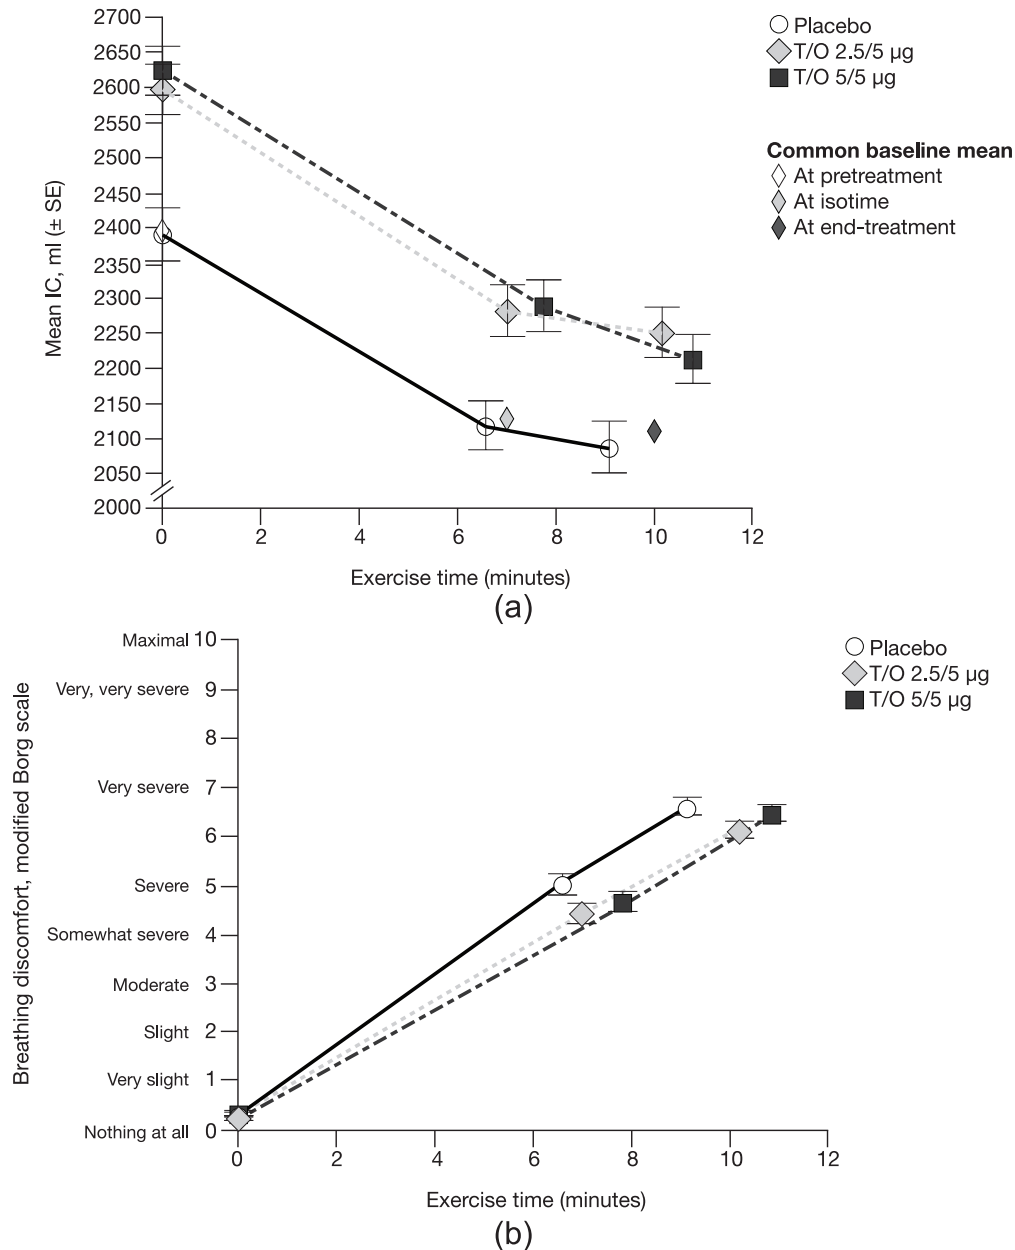 2700
2650
2600
2550
2500
2450
2400
2350
2300
2250
2200
2150
2100
2050
2000
Mean IC, ml (± SE)
0 2 4 6 8 10 12
Exercise time (minutes)
Placebo
T/O 2.5/5 µg
T/O 5/5 µg
Common baseline mean
At pretreatment
At isotime
At end-treatment
(a)
Breathing discomfort, modified Borg scale
Maximal 10
Very, very severe 9
8
Very severe 7
6
Severe 5
Somewhat severe 4
Moderate 3
Slight 2
Very slight 1
Nothing at all 0
0 2 4 6 8 10 12
Exercise time (minutes)
Placebo
T/O 2.5/5 µg
T/O 5/5 µg
(b)